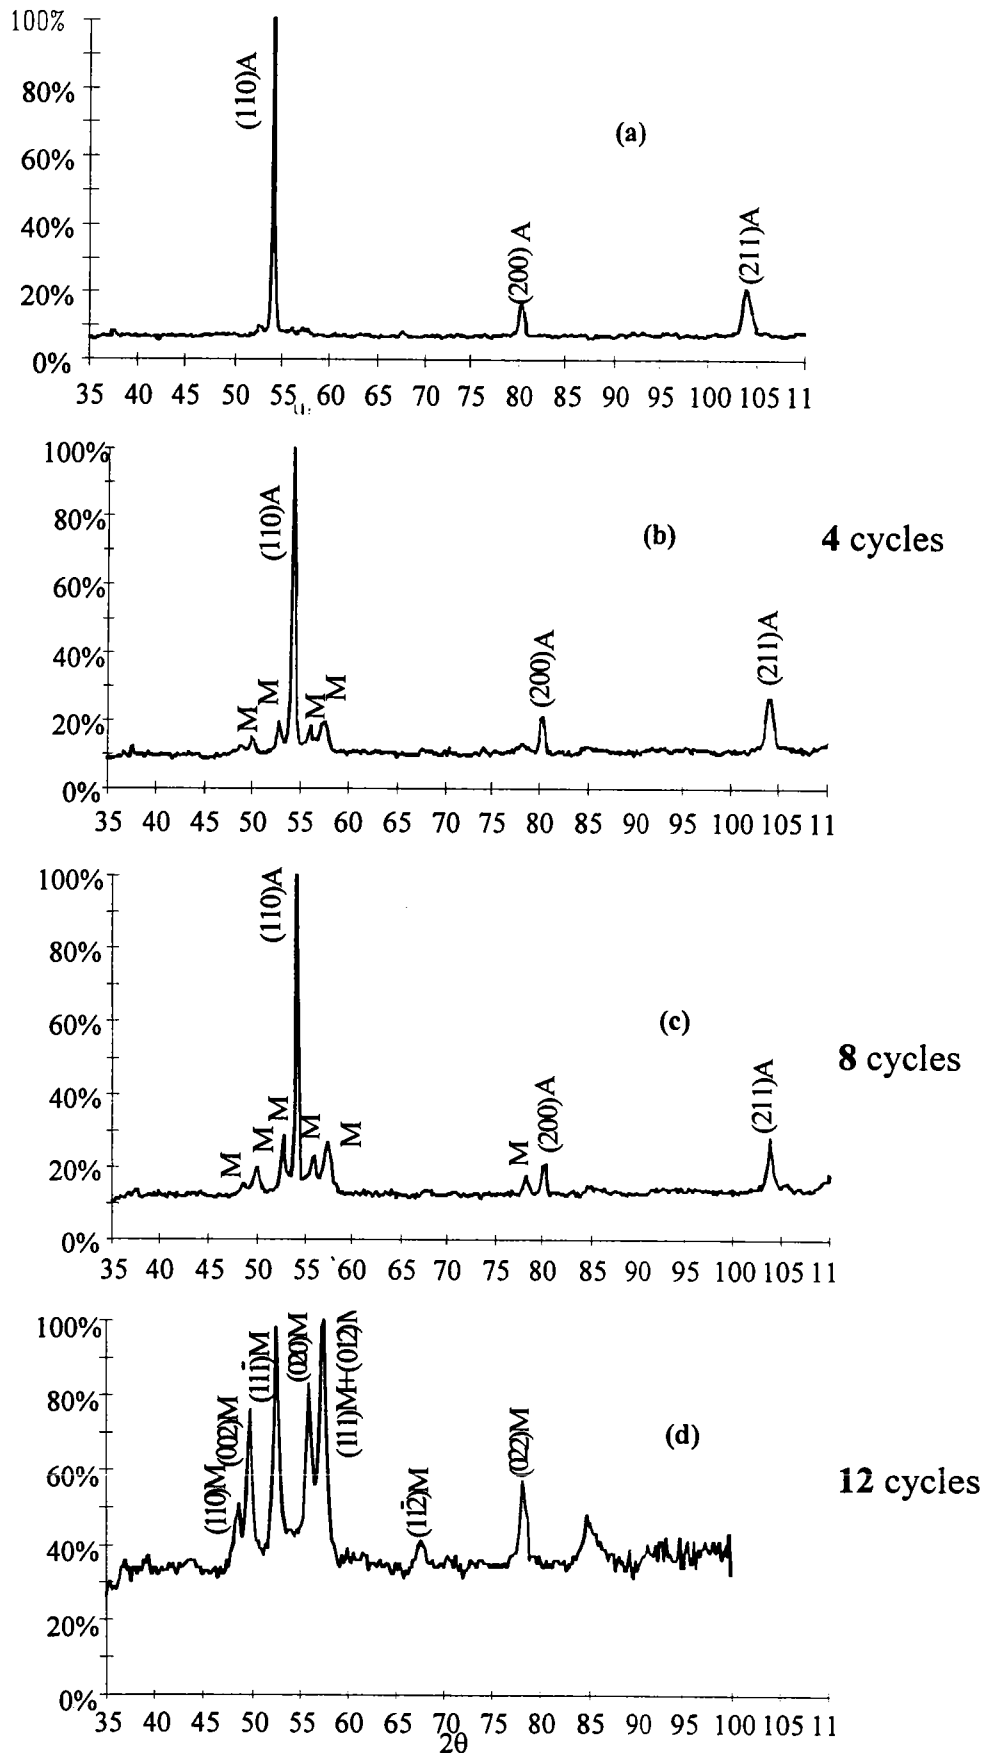 100%
80%
60%
40%
20%
0%
(110)A
(a)
(200) A
(211)A
35 40 45 50 55 60 65 70 75 80 85 90 95 100 105 11
100%
80%
60%
40%
20%
0%
(110)A
M
M
M
M
(b)
4 cycles
(200)A
(211)A
35 40 45 50 55 60 65 70 75 80 85 90 95 100 105 11
100%
80%
60%
40%
20%
0%
(110)A
M
M
M
M
M
M
(c)
8 cycles
(200)A
(211)A
35 40 45 50 55 60 65 70 75 80 85 90 95 100 105 11
100%
80%
60%
40%
20%
0%
(110)M
(002)M
(111̄)M
(020)M
(111)M+(012)M
(112̄)M
(022)M
(d)
12 cycles
35 40 45 50 55 60 65 70 75 80 85 90 95 100 105 11
2θ